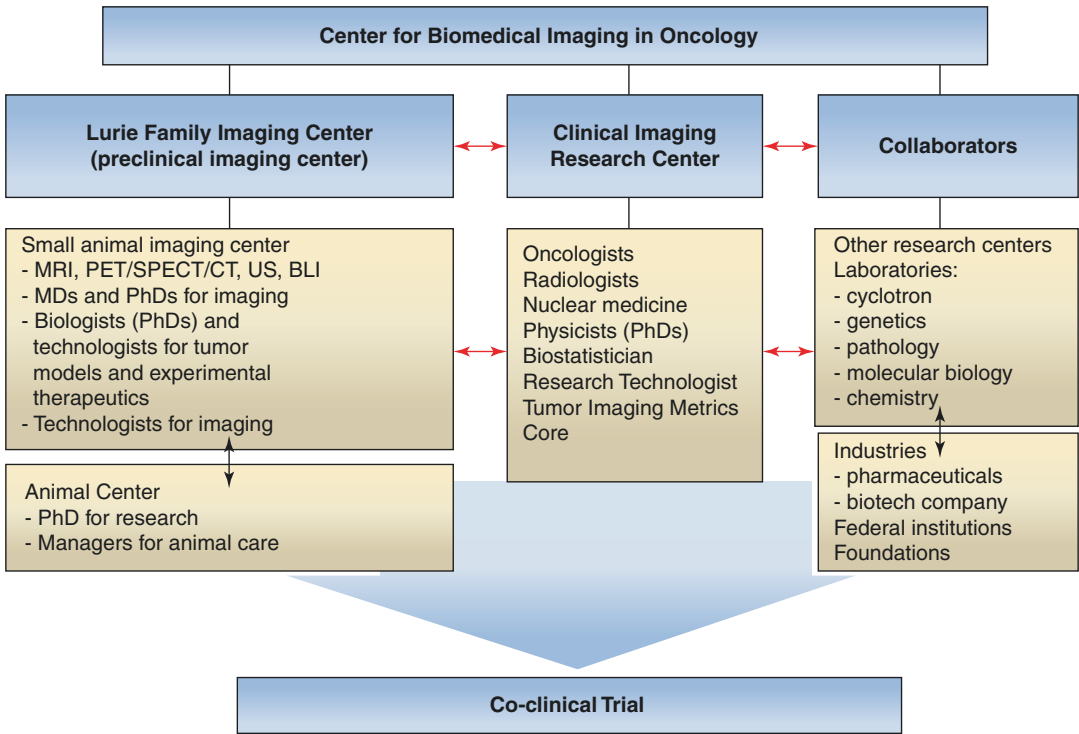 Center for Biomedical Imaging in Oncology
Lurie Family Imaging Center
(preclinical imaging center)
Clinical Imaging
Research Center
Collaborators
Small animal imaging center
- MRI, PET/SPECT/CT, US, BLI
- MDs and PhDs for imaging
- Biologists (PhDs) and
technologists for tumor
models and experimental
therapeutics
- Technologists for imaging
Animal Center
- PhD for research
- Managers for animal care
Oncologists
Radiologists
Nuclear medicine
Physicists (PhDs)
Biostatistician
Research Technologist
Tumor Imaging Metrics
Core
Other research centers
Laboratories:
- cyclotron
- genetics
- pathology
- molecular biology
- chemistry
Industries
- pharmaceuticals
- biotech company
Federal institutions
Foundations
Co-clinical Trial